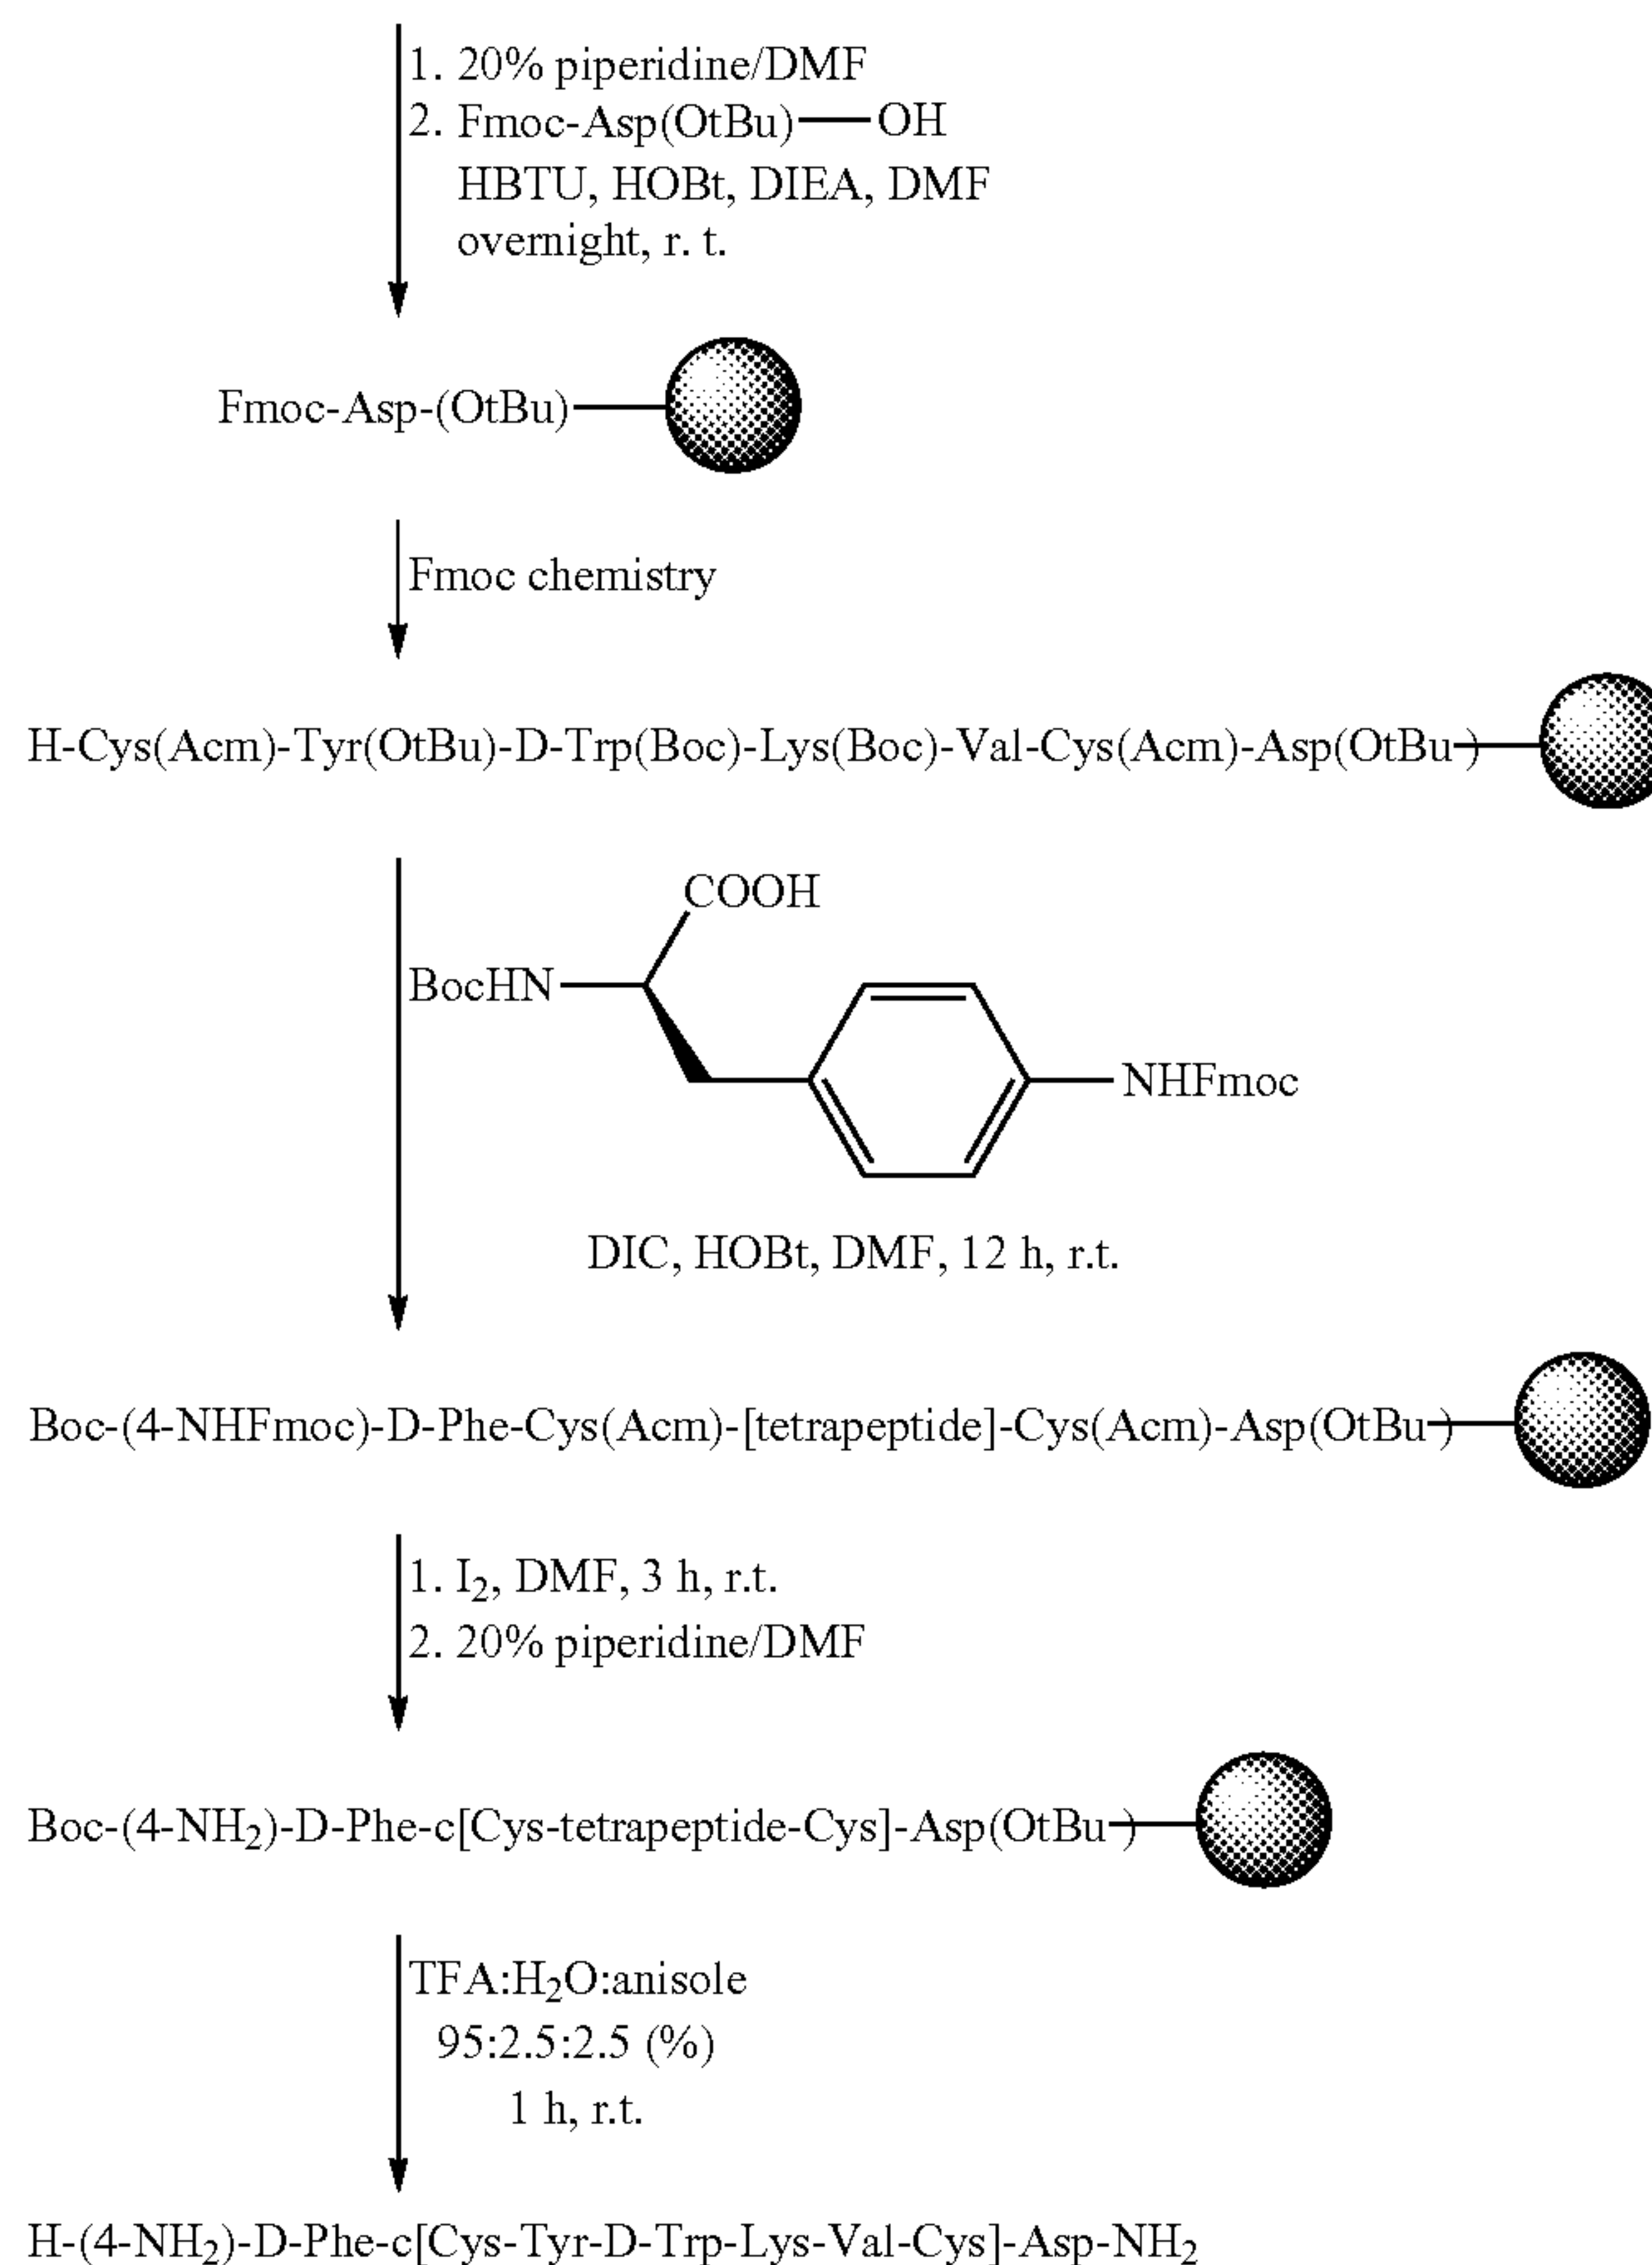 1. 20% piperidine/DMF
2. Fmoc-Asp(OtBu)—OH
HBTU, HOBt, DIEA, DMF
overnight, r. t.
Fmoc-Asp-(OtBu)
Fmoc chemistry
H-Cys(Acm)-Tyr(OtBu)-D-Trp(Boc)-Lys(Boc)-Val-Cys(Acm)-Asp(OtBu)
COOH
BocHN
NHFmoc
DIC, HOBt, DMF, 12 h, r.t.
Boc-(4-NHFmoc)-D-Phe-Cys(Acm)-[tetrapeptide]-Cys(Acm)-Asp(OtBu)
1. I₂, DMF, 3 h, r.t.
2. 20% piperidine/DMF
Boc-(4-NH₂)-D-Phe-c[Cys-tetrapeptide-Cys]-Asp(OtBu)
TFA:H₂O:anisole
95:2.5:2.5 (%)
1 h, r.t.
H-(4-NH₂)-D-Phe-c[Cys-Tyr-D-Trp-Lys-Val-Cys]-Asp-NH₂